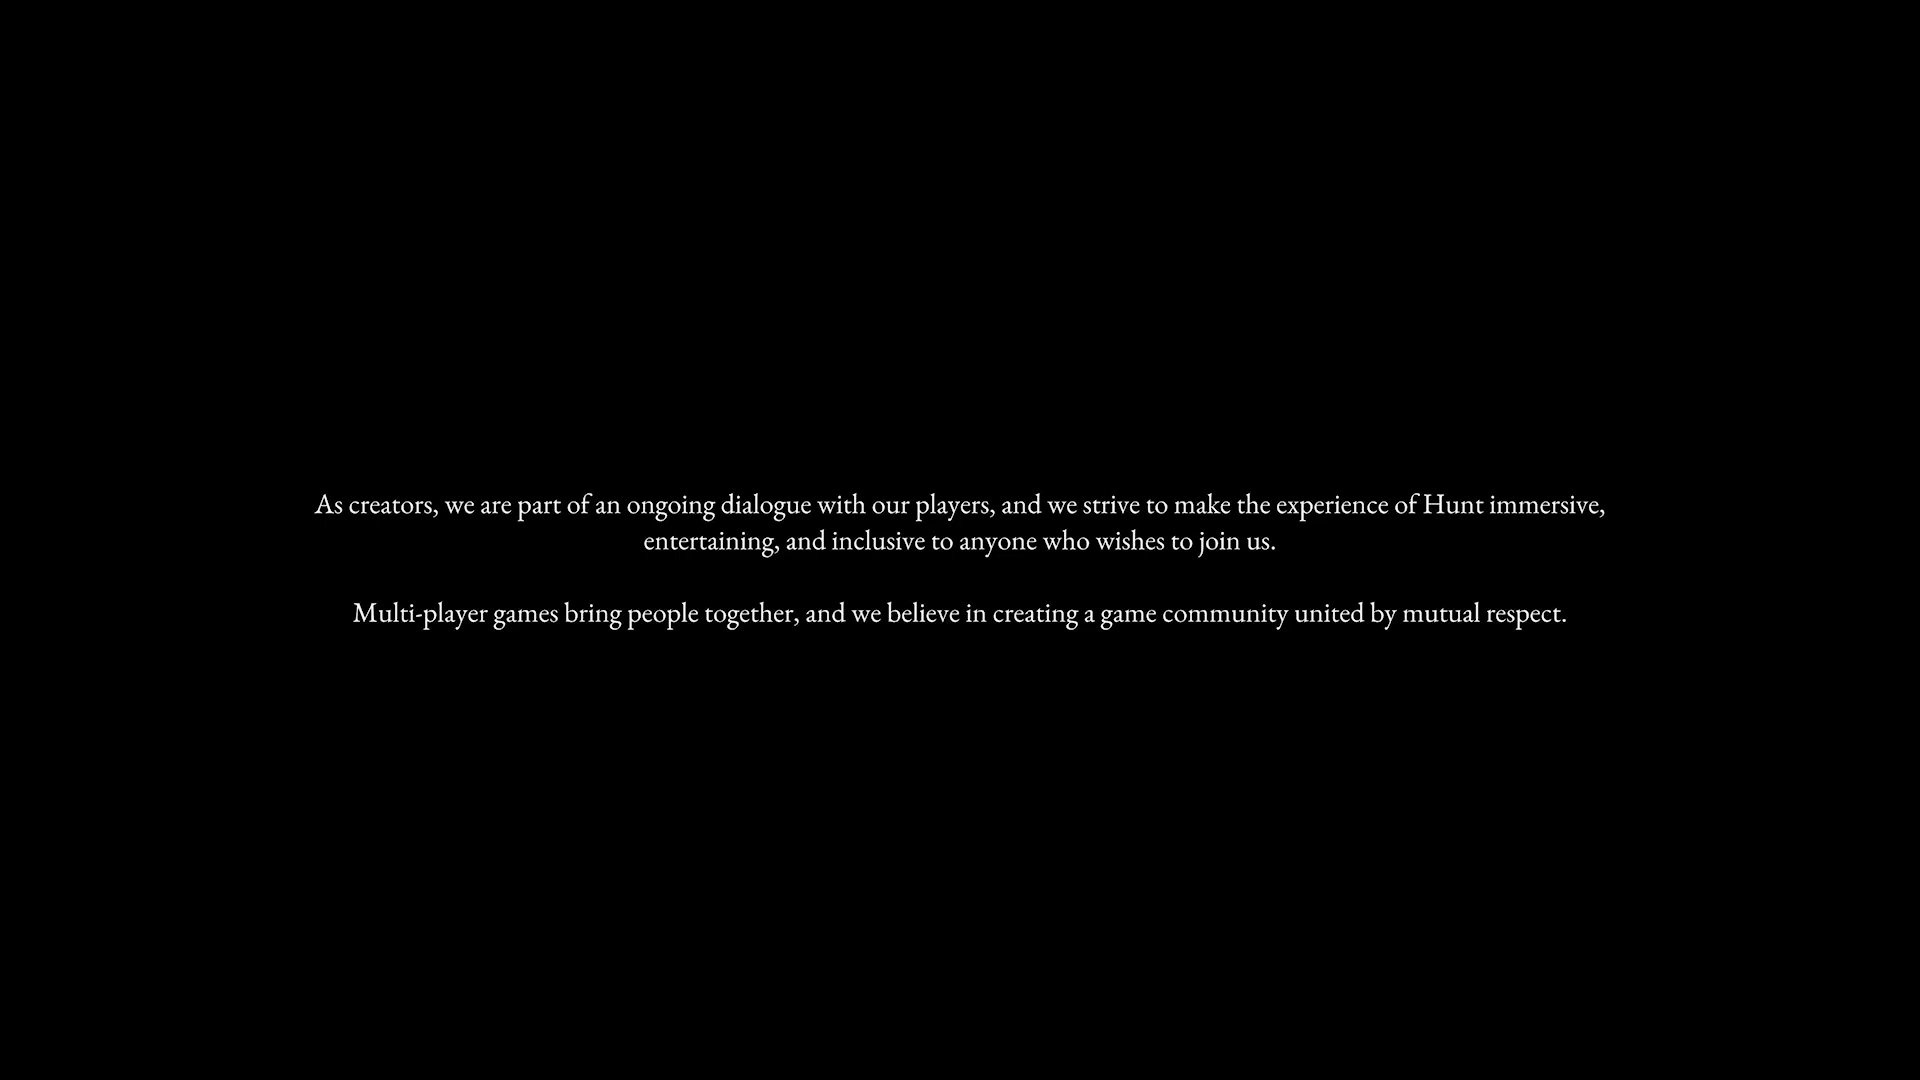 As creators, we are part of an ongoing dialogue with our players, and we strive to make the experience of Hunt immersive,
entertaining, and inclusive to anyone who wishes to join us.
Multi-player games bring people together, and we believe in creating a game community united by mutual respect.